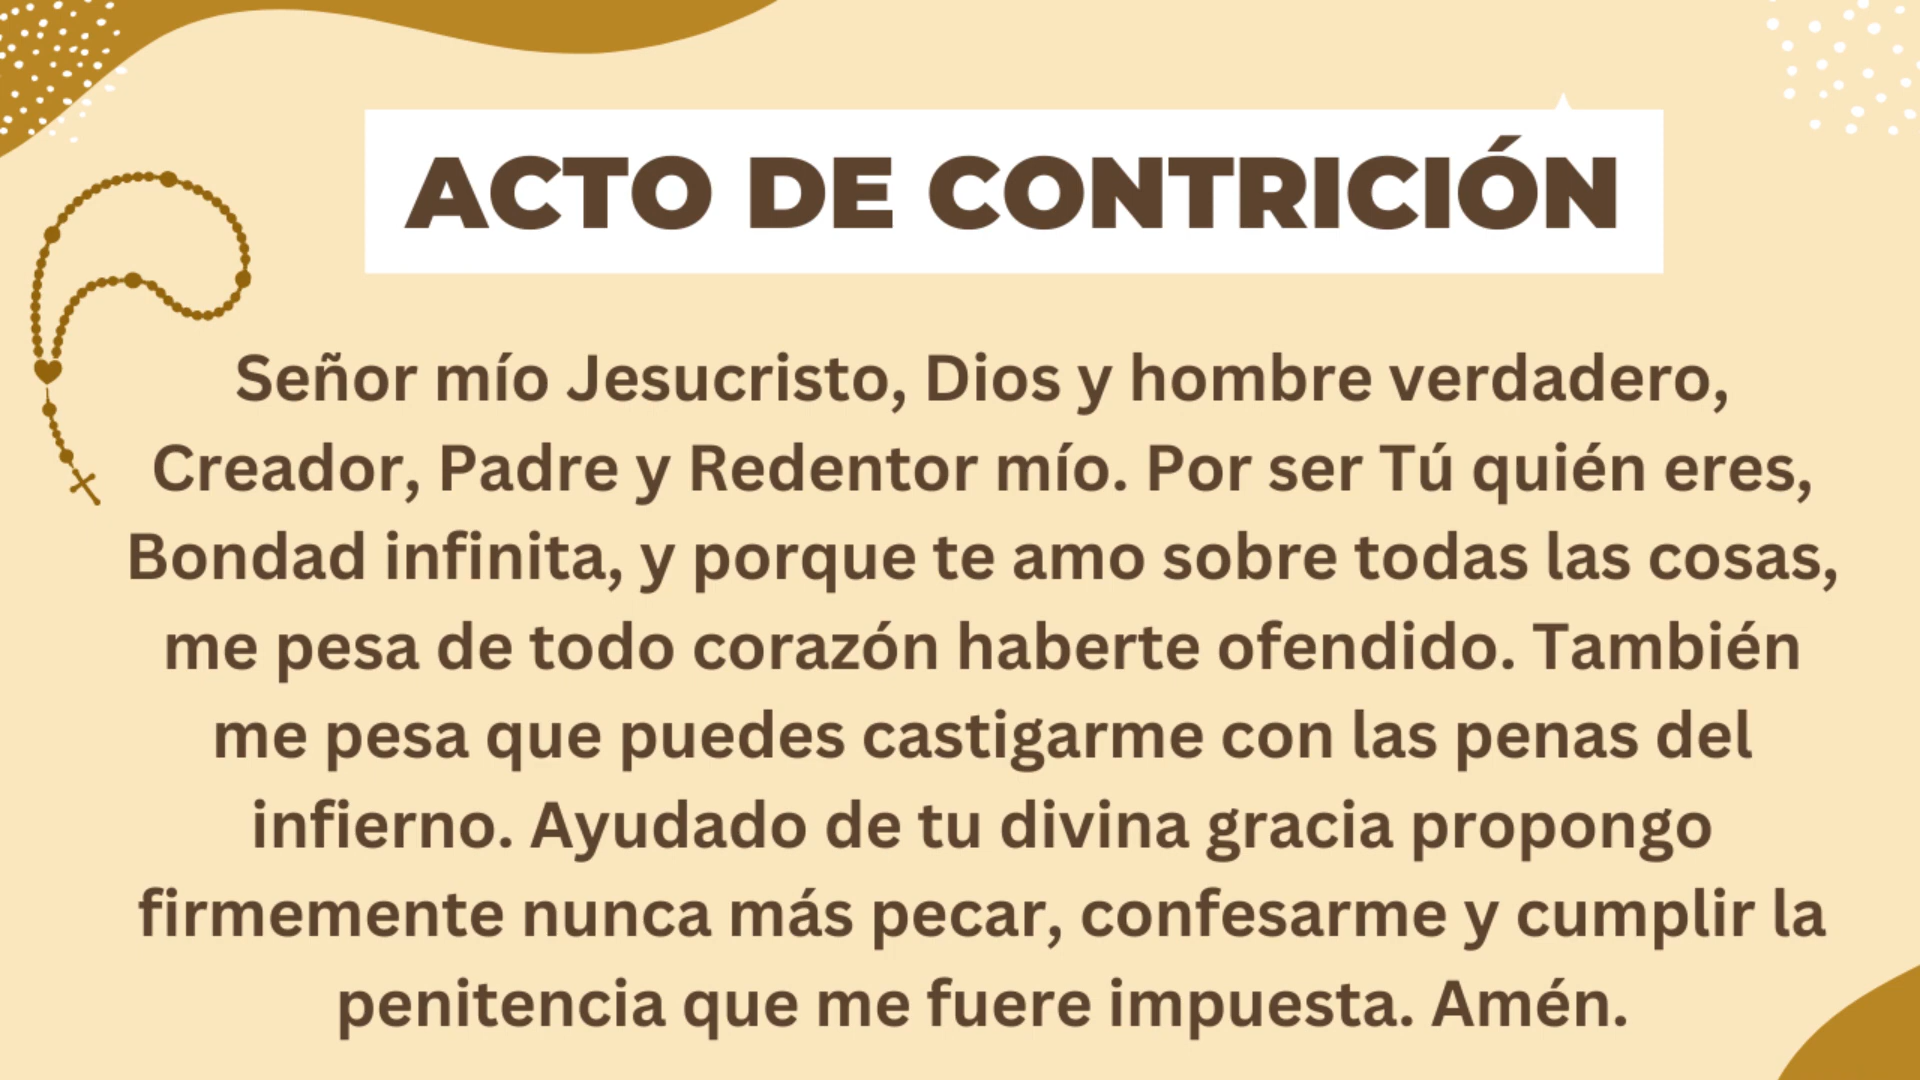 ACTO DE CONTRICIÓN
Señor mío Jesucristo, Dios y hombre verdadero,
Creador, Padre y Redentor mío. Por ser Tú quién eres,
Bondad infinita, y porque te amo sobre todas las cosas,
me pesa de todo corazón haberte ofendido. También
me pesa que puedes castigarme con las penas del
infierno. Ayudado de tu divina gracia propongo
firmemente nunca más pecar, confesarme y cumplir la
penitencia que me fuere impuesta. Amén.